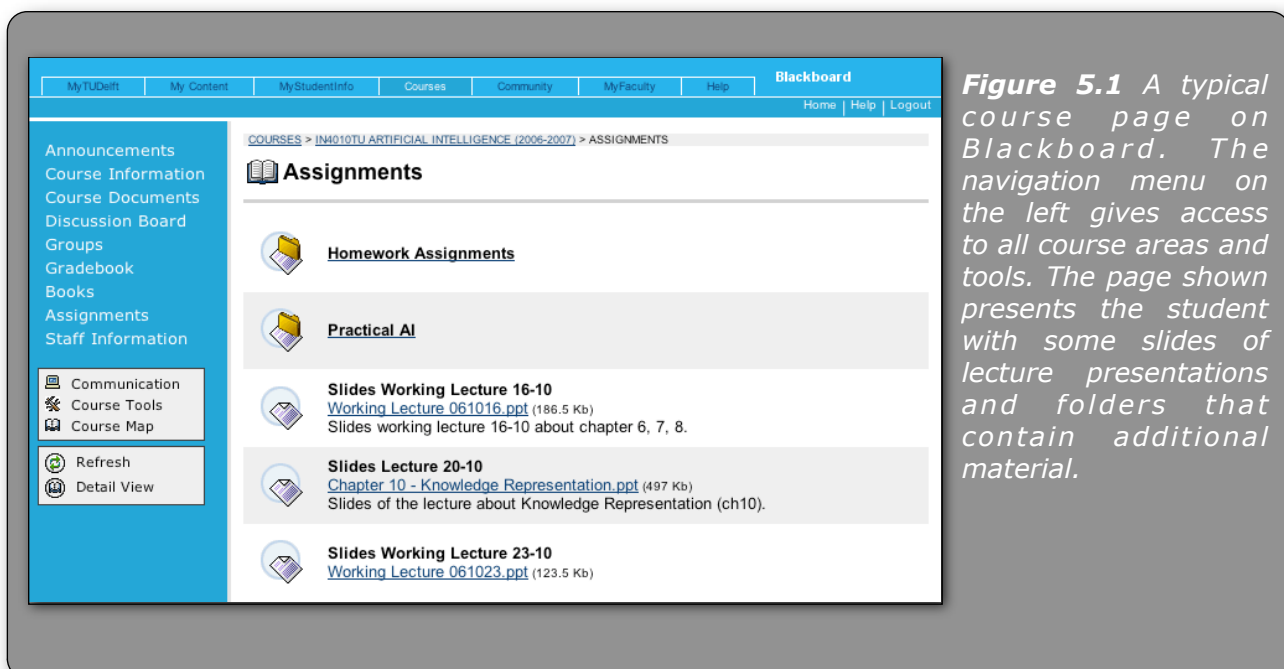 MyTUDelft My Content MyStudentInfo Courses Community MyFaculty Help
Blackboard
Home | Help | Logout
Announcements
Course Information
Course Documents
Discussion Board
Groups
Gradebook
Books
Assignments
Staff Information
Communication
Course Tools
Course Map
Refresh
Detail View
COURSES > IN4010TU ARTIFICIAL INTELLIGENCE (2006-2007) > ASSIGNMENTS
Assignments
Homework Assignments
Practical AI
Slides Working Lecture 16-10
Working Lecture 061016.ppt (186.5 Kb)
Slides working lecture 16-10 about chapter 6, 7, 8.
Slides Lecture 20-10
Chapter 10 - Knowledge Representation.ppt (497 Kb)
Slides of the lecture about Knowledge Representation (ch10).
Slides Working Lecture 23-10
Working Lecture 061023.ppt (123.5 Kb)
Figure 5.1 A typical
course page on
Blackboard. The
navigation menu on
the left gives access
to all course areas and
tools. The page shown
presents the student
with some slides of
lecture presentations
and folders that
contain additional
material.